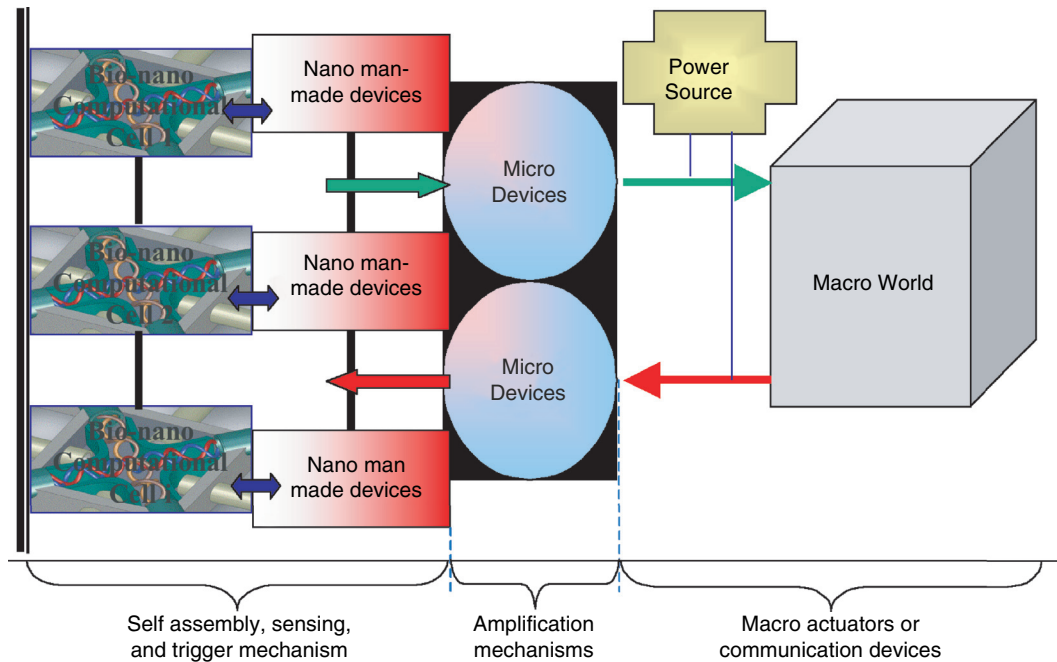 Bio-nano
Computational
Cell 1
Nano man-
made devices
Power
Source
Micro
Devices
Bio-nano
Computational
Cell 2
Nano man-
made devices
Macro World
Micro
Devices
Bio-nano
Computational
Cell
Nano man
made devices
Self assembly, sensing,
and trigger mechanism
Amplification
mechanisms
Macro actuators or
communication devices